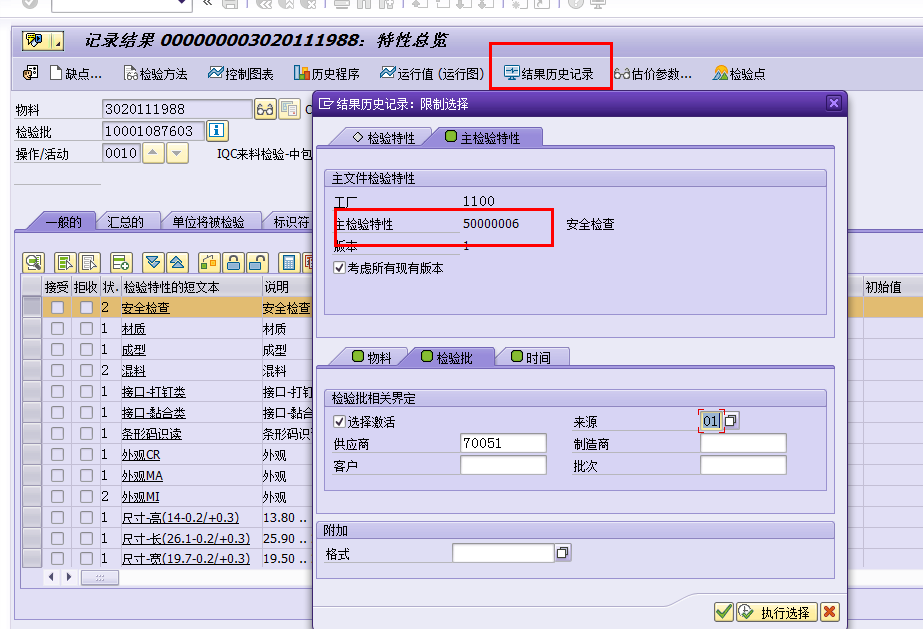 记录结果 000000003020111988: 特性总览
缺点... 检验方法 控制图表 历史程序 运行值 (运行图) 结果历史记录 估价参数... 检验点
物料 3020111988
检验批 10001087603
操作/活动 0010 IQC来料检验-中包
一般的 汇总的 单位将被检验 标识符
接受 拒收 状. 检验特性的短文本 说明 初始值
2 安全检查 安全检查
1 材质 材质
1 成型 成型
2 混料 混料
1 接口-打钉类 接口-打钉
1 接口-黏合类 接口-黏合
1 条形码识读 条形码识
1 外观CR 外观
1 外观MA 外观
2 外观MI 外观
1 尺寸-高(14-0.2/+0.3) 13.80 ..
1 尺寸-长(26.1-0.2/+0.3) 25.90 ..
1 尺寸-宽(19.7-0.2/+0.3) 19.50 ..
结果历史记录: 限制选择
检验特性 主检验特性
主文件检验特性
工厂 1100
主检验特性 50000006 安全检查
版本 1
考虑所有现有版本
物料 检验批 时间
检验批相关界定
选择激活 来源 01
供应商 70051 制造商
客户 批次
附加
格式
执行选择